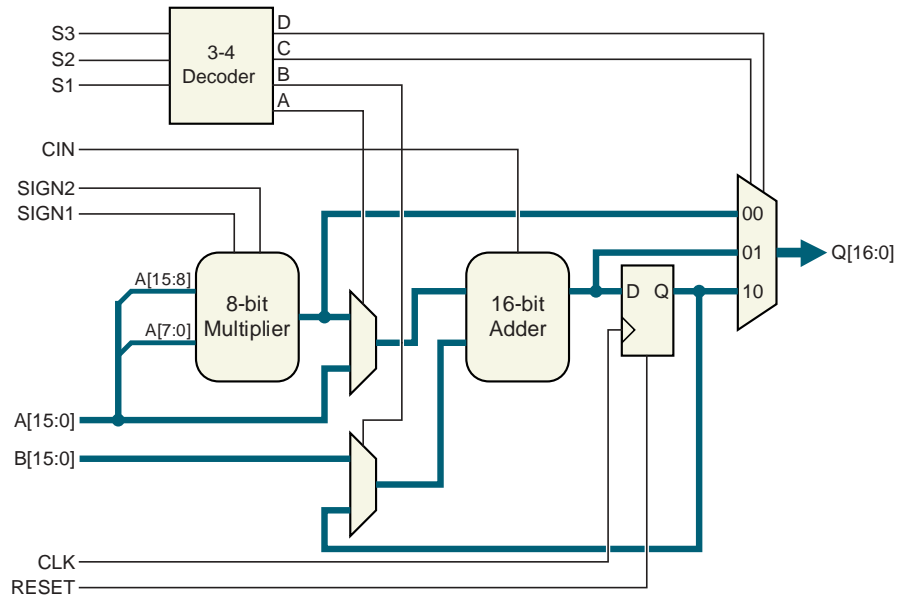 S3
S2
S1
3-4
Decoder
D
C
B
A
CIN
SIGN2
SIGN1
A[15:8]
A[7:0]
8-bit
Multiplier
16-bit
Adder
D Q
00
01
10
Q[16:0]
A[15:0]
B[15:0]
CLK
RESET